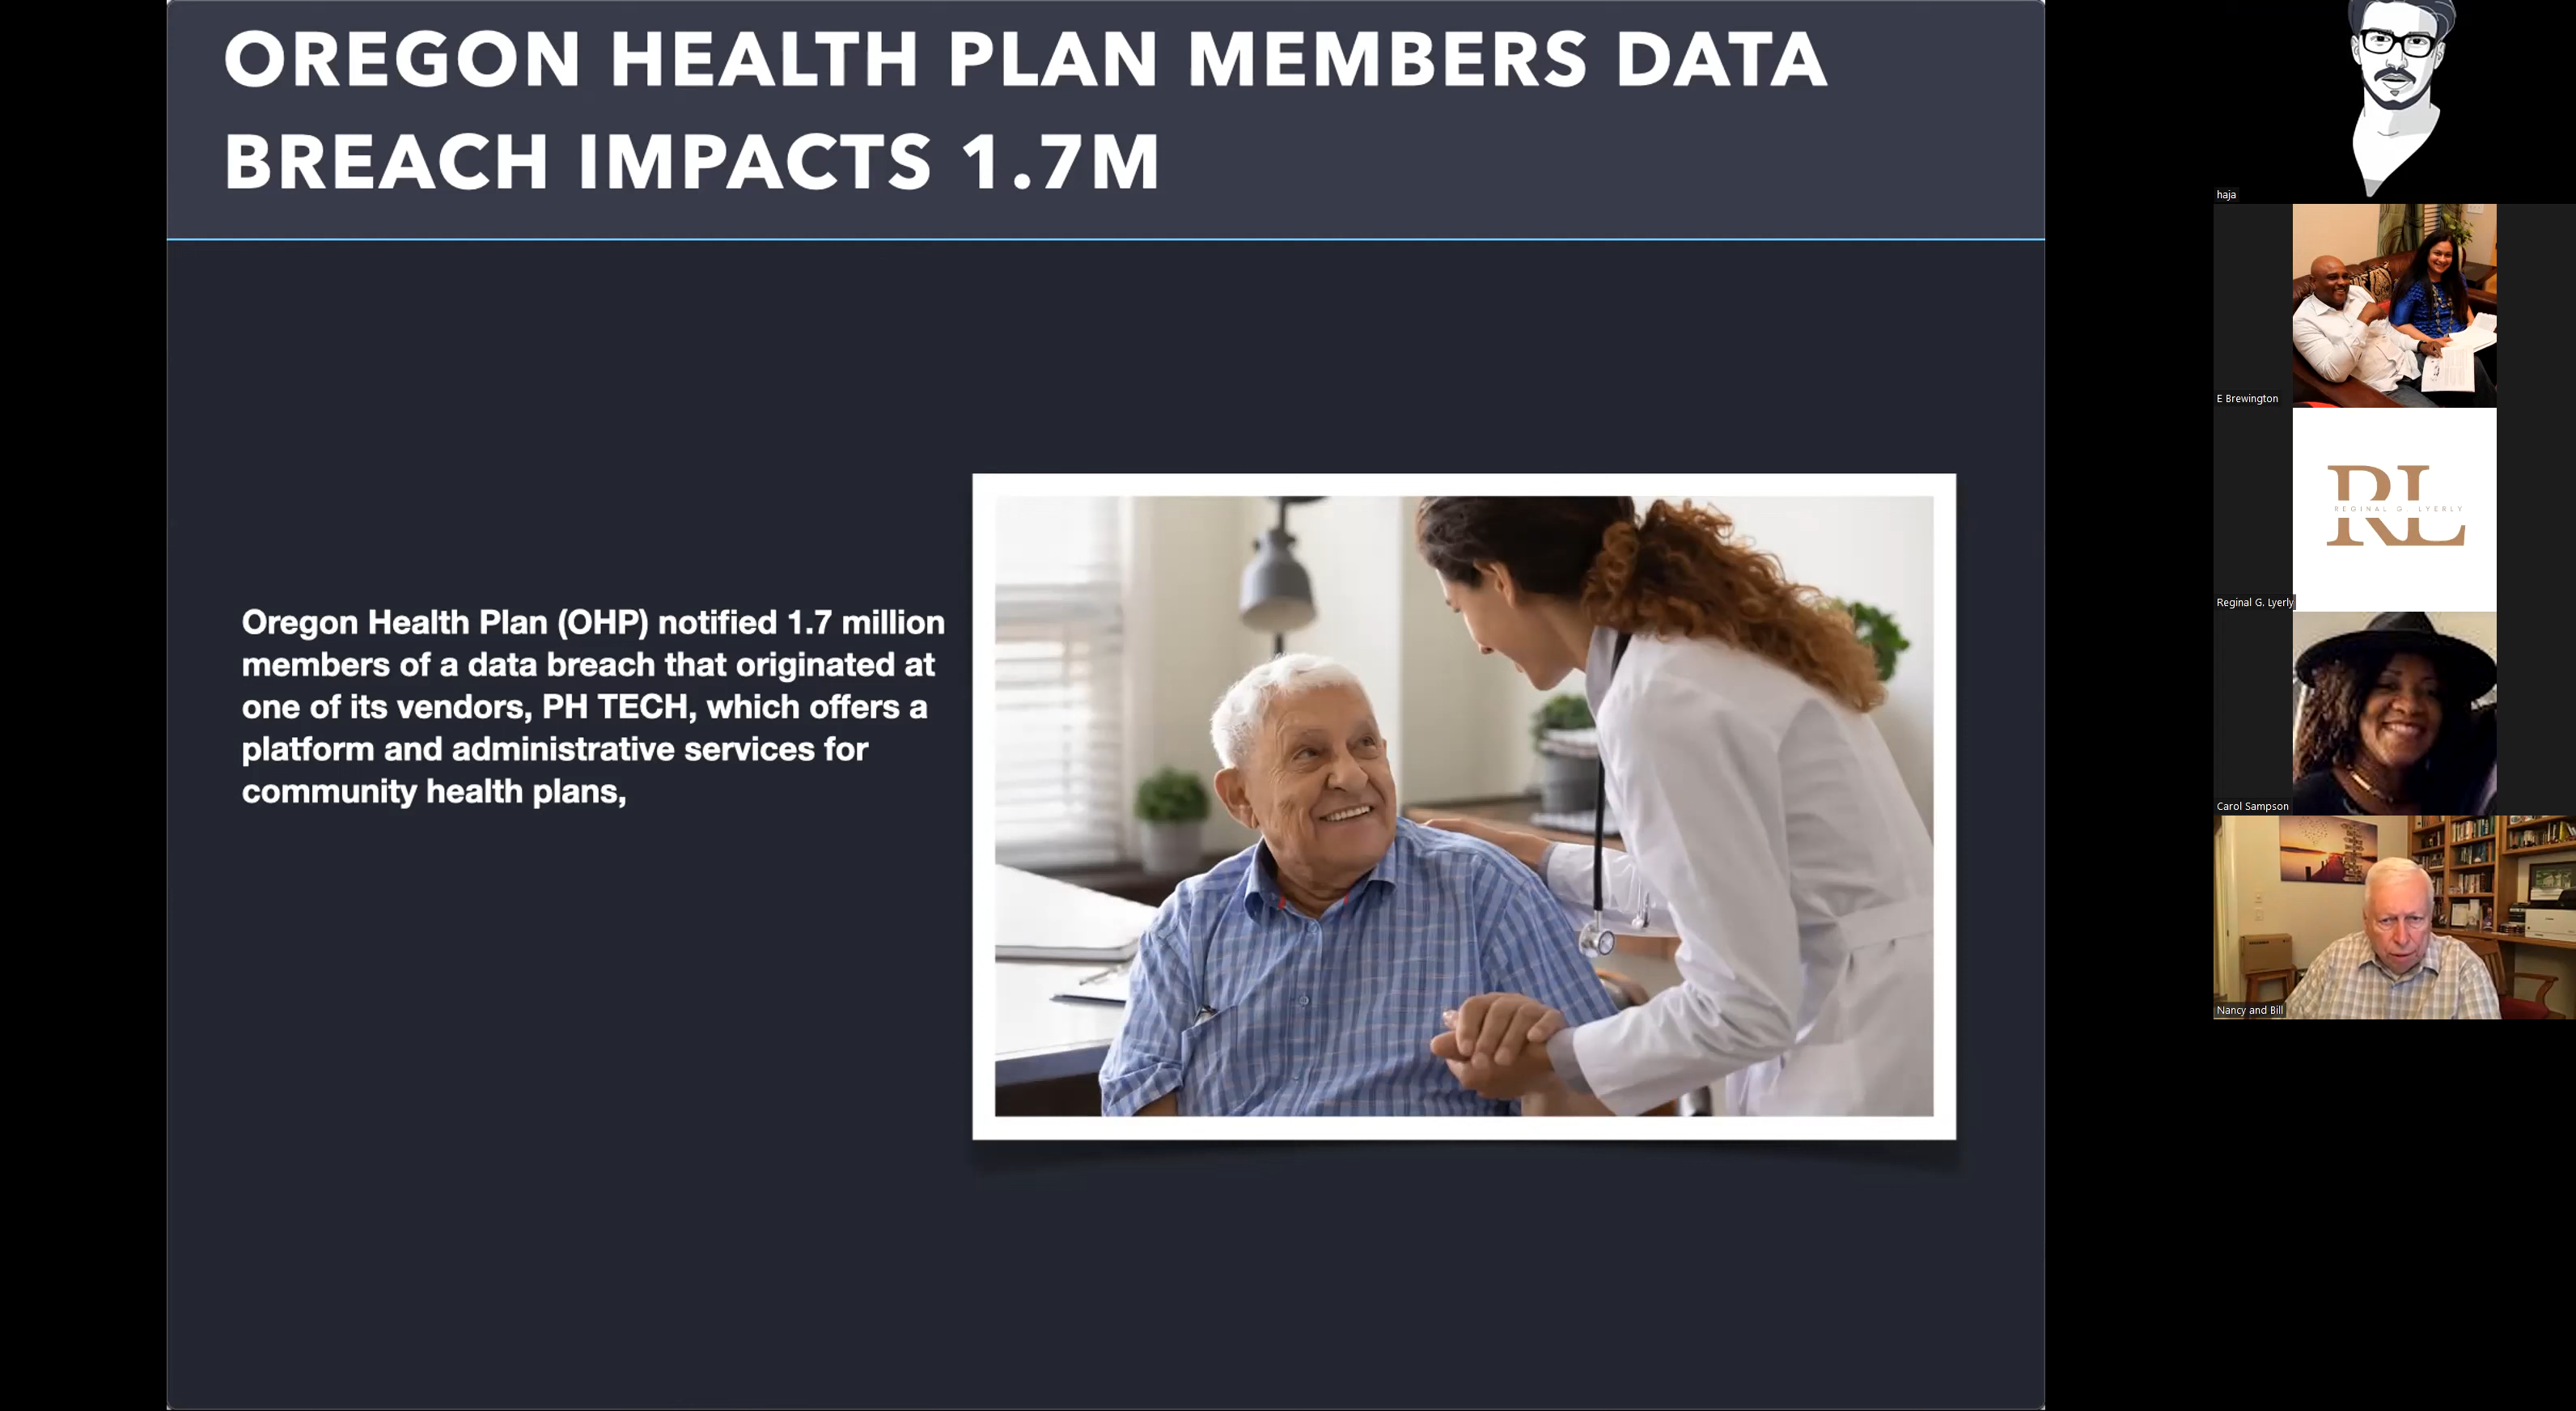 OREGON HEALTH PLAN MEMBERS DATA
BREACH IMPACTS 1.7M
Oregon Health Plan (OHP) notified 1.7 million
members of a data breach that originated at
one of its vendors, PH TECH, which offers a
platform and administrative services for
community health plans,
haja
E Brewington
RL
REGINAL G. LYERLY
Reginal G. Lyerly
Carol Sampson
Nancy and Bill